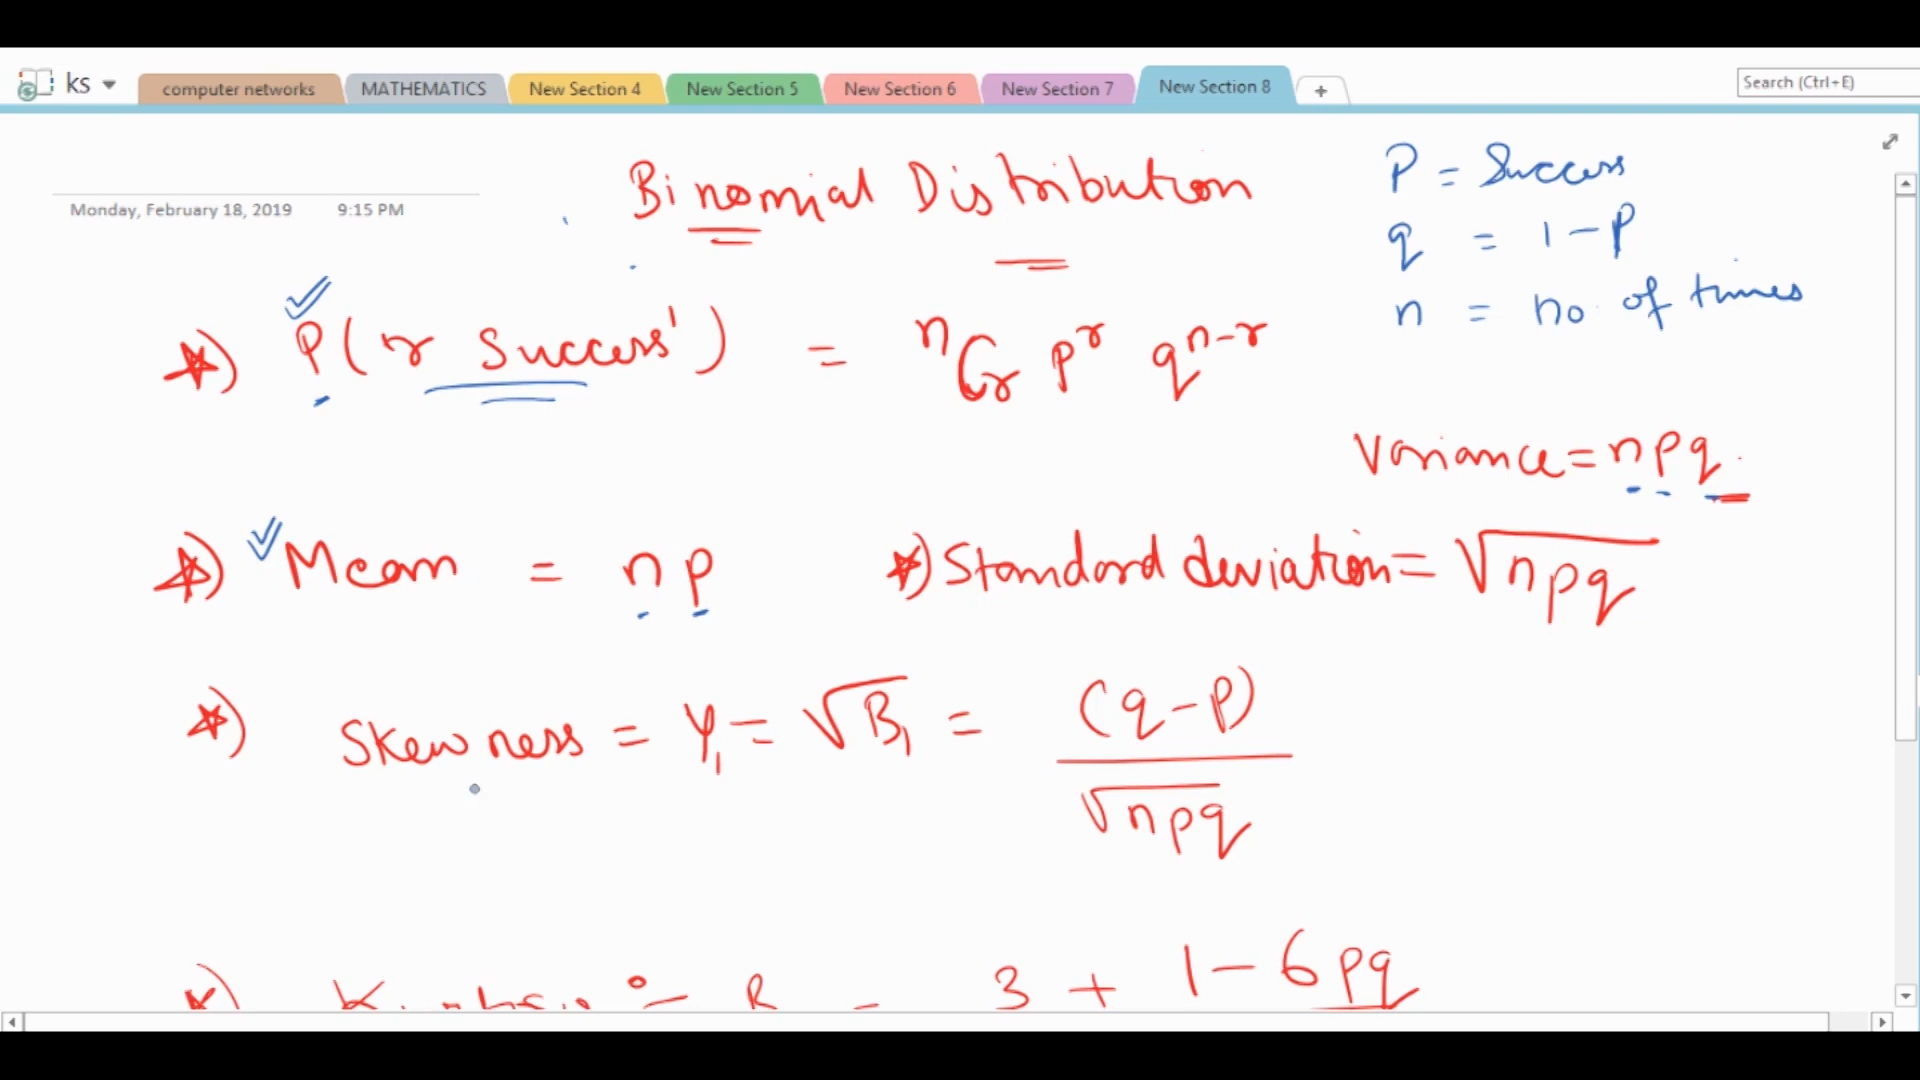 ks
computer networks MATHEMATICS New Section 4 New Section 5 New Section 6 New Section 7 New Section 8 +
Search (Ctrl+E)
Monday, February 18, 2019 9:15 PM
Binomial Distribution
P = Success
q = 1 - P
n = no. of times
*) P(r success') = ⁿCᵣ pʳ qⁿ⁻ʳ
Variance = npq.
*) Mean = np *) Standard deviation = √npq
*) Skewness = γ₁ = √B₁ = (q-p)
√npq
3 + 1 - 6pq